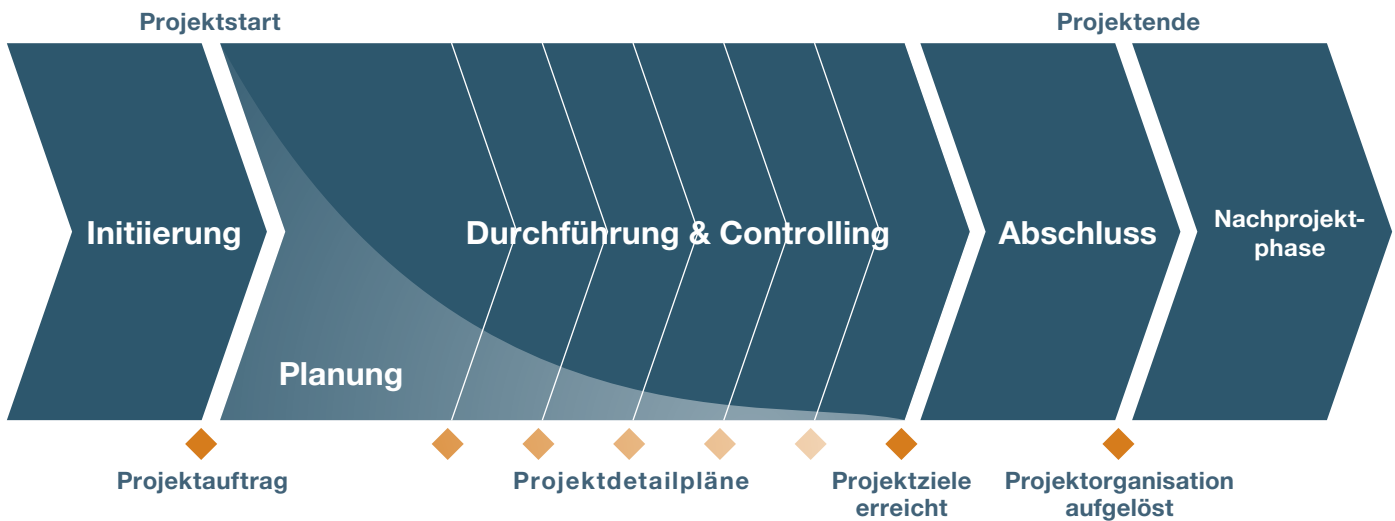 Projektstart
Projektende
Initiierung
Durchführung & Controlling
Abschluss
Nachprojekt-
phase
Planung
Projektauftrag
Projektdetailpläne
Projektziele
erreicht
Projektorganisation
aufgelöst